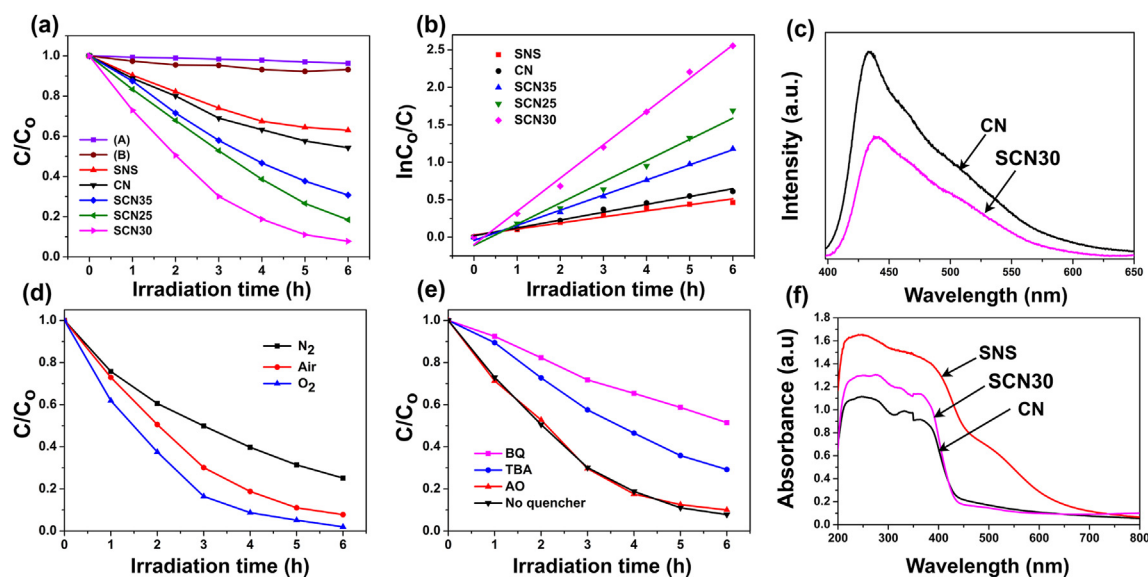 (a)
C/Co
1.0
0.8
0.6
0.4
0.2
0.0
(A)
(B)
SNS
CN
SCN35
SCN25
SCN30
0 1 2 3 4 5 6
Irradiation time (h)
(b)
lnCo/C)
2.5
2.0
1.5
1.0
0.5
0.0
SNS
CN
SCN35
SCN25
SCN30
0 1 2 3 4 5 6
Irradiation time (h)
(c)
Intensity (a.u.)
CN
SCN30
400 450 500 550 600 650
Wavelength (nm)
(d)
C/Co
1.0
0.8
0.6
0.4
0.2
0.0
N2
Air
O2
0 1 2 3 4 5 6
Irradiation time (h)
(e)
C/Co
1.0
0.8
0.6
0.4
0.2
0.0
BQ
TBA
AO
No quencher
0 1 2 3 4 5 6
Irradiation time (h)
(f)
Absorbance (a.u)
1.8
1.6
1.4
1.2
1.0
0.8
0.6
0.4
0.2
0.0
SNS
SCN30
CN
200 300 400 500 600 700 800
Wavelength (nm)